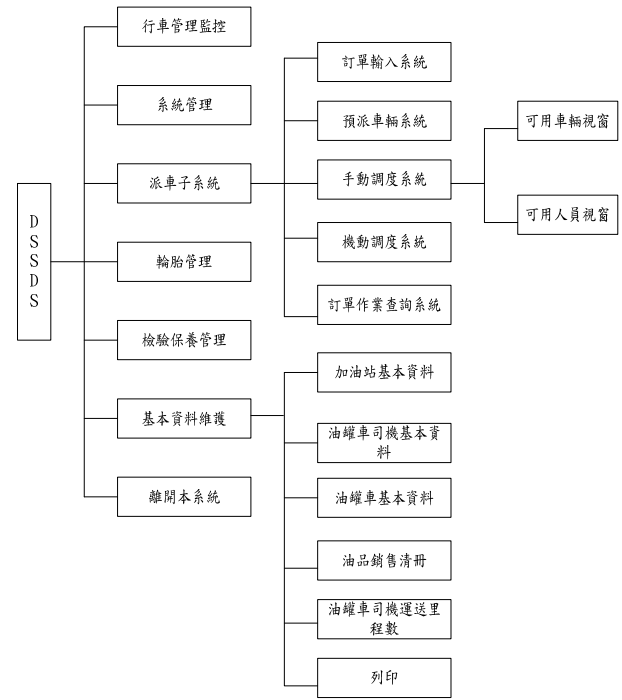 DSSDS
行車管理監控
系統管理
派車子系統
輪胎管理
檢驗保養管理
基本資料維護
離開本系統
訂單輸入系統
預派車輛系統
手動調度系統
機動調度系統
訂單作業查詢系統
可用車輛視窗
可用人員視窗
加油站基本資料
油罐車司機基本資
料
油罐車基本資料
油品銷售清冊
油罐車司機運送里
程數
列印